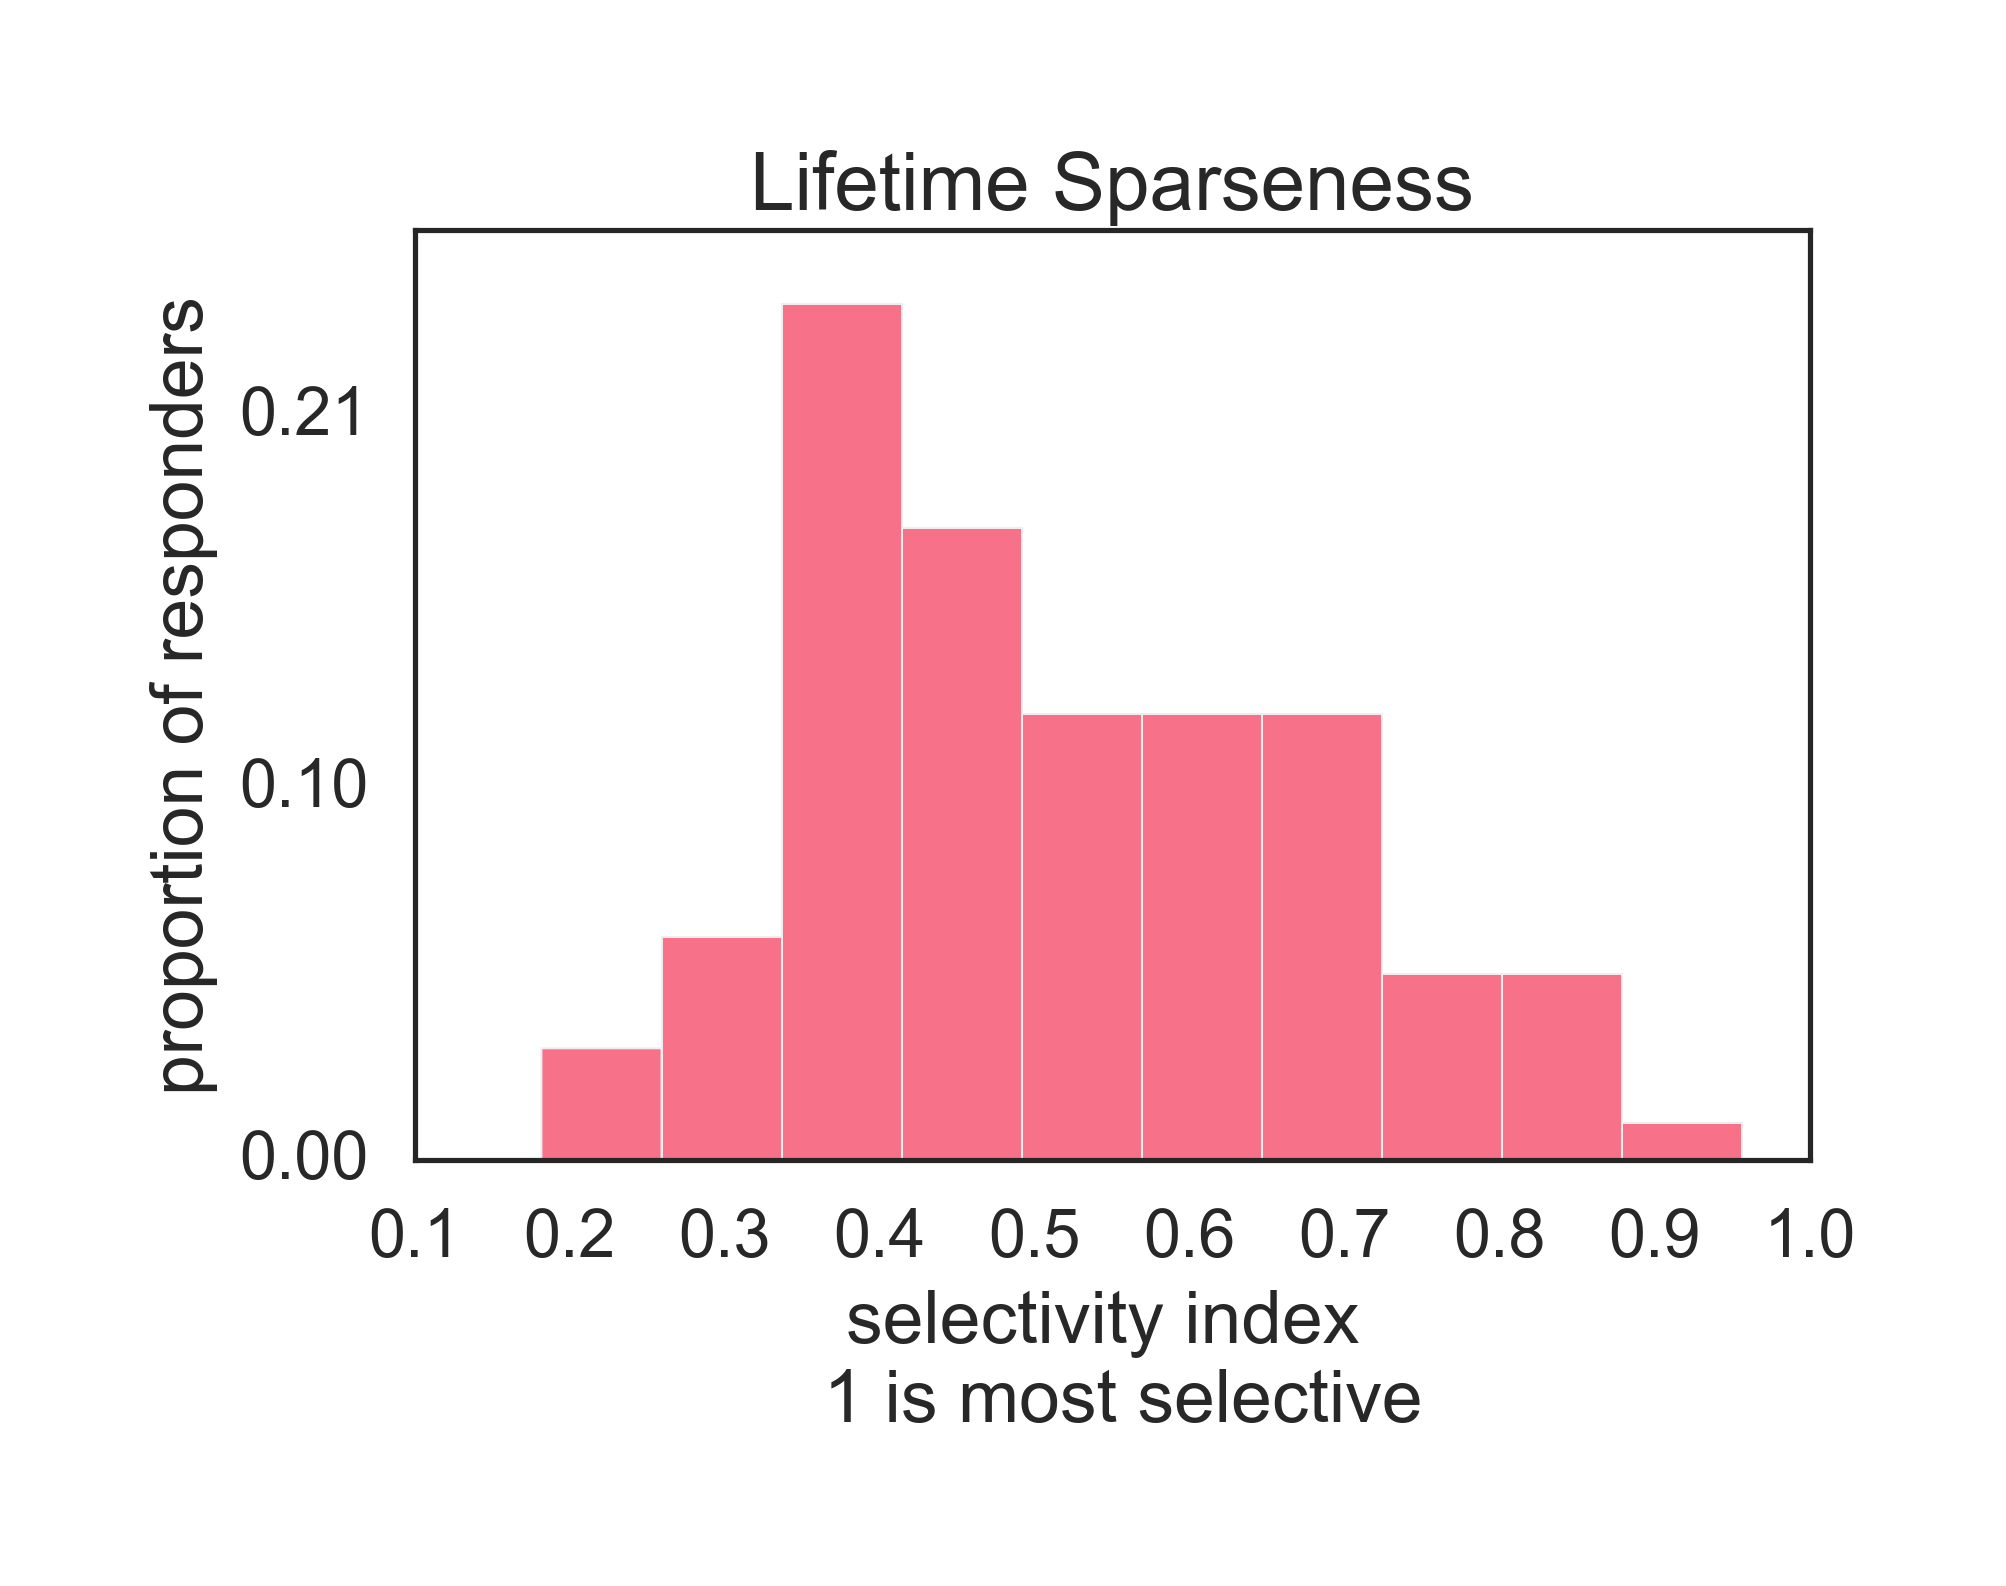 Lifetime Sparseness
proportion of responders
0.21
0.10
0.00
0.1 0.2 0.3 0.4 0.5 0.6 0.7 0.8 0.9 1.0
selectivity index
1 is most selective